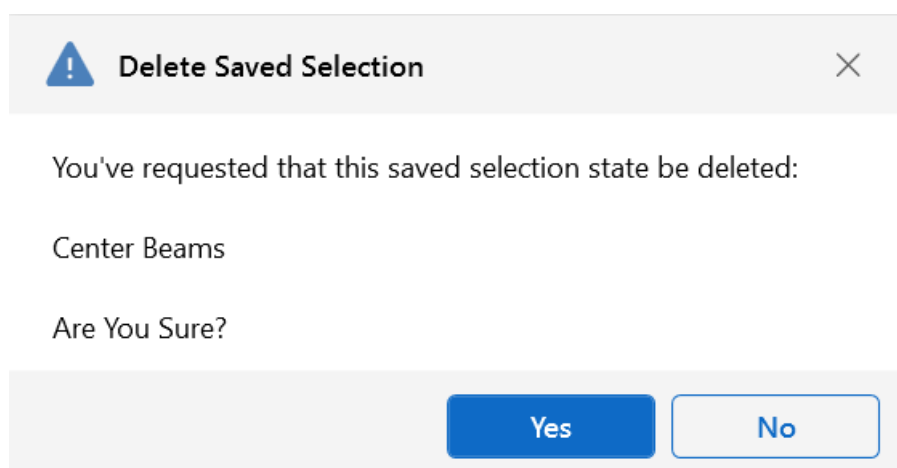 Delete Saved Selection
You've requested that this saved selection state be deleted:
Center Beams
Are You Sure?
Yes
No